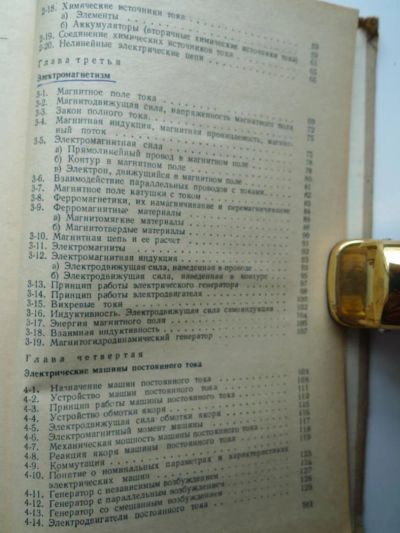 2-18. Химические источники тока
а) Элементы
б) Аккумуляторы (вторичные химические источники тока)
2-19. Соединение химических источников тока
2-20. Нелинейные электрические цепи
Глава третья
Электромагнетизм
3-1. Магнитное поле тока
3-2. Магнитодвижущая сила, напряженность магнитного поля
3-3. Закон полного тока
3-4. Магнитная индукция, магнитная проницаемость, магнит-
ный поток
3-5. Электромагнитная сила
а) Прямолинейный провод в магнитном поле
б) Контур в магнитном поле
в) Электрон, движущийся в магнитном поле
3-6. Взаимодействие параллельных проводов с токами
3-7. Магнитное поле катушки с током
3-8. Ферромагнетики, их намагничивание и перемагничивание
3-9. Ферромагнитные материалы
а) Магнитомягкие материалы
б) Магнитотвердые материалы
3-10. Магнитная цепь и ее расчет
3-11. Электромагниты
3-12. Электромагнитная индукция
а) Электродвижущая сила, наведенная в проводе
б) Электродвижущая сила, наведенная в контуре
3-13. Принцип работы электрического генератора
3-14. Принцип работы электродвигателя
3-15. Вихревые токи
3-16. Индуктивность. Электродвижущая сила самоиндукции
3-17. Энергия магнитного поля
3-18. Взаимная индуктивность
3-19. Магнитогидродинамический генератор
Глава четвертая
Электрические машины постоянного тока
4-1. Назначение машин постоянного тока
4-2. Устройство машин постоянного тока
4-3. Принцип работы машины постоянного тока
4-4. Устройство обмотки якоря
4-5. Электродвижущая сила обмотки якоря
4-6. Электромагнитный момент машины
4-7. Механическая мощность машины постоянного тока
4-8. Реакция якоря машины постоянного тока
4-9. Коммутация
4-10. Понятие о номинальных параметрах и характеристиках
электрических машин
4-11. Генератор с независимым возбуждением
4-12. Генератор с параллельным возбуждением
4-13. Генератор со смешанным возбуждением
4-14. Электродвигатели постоянного тока